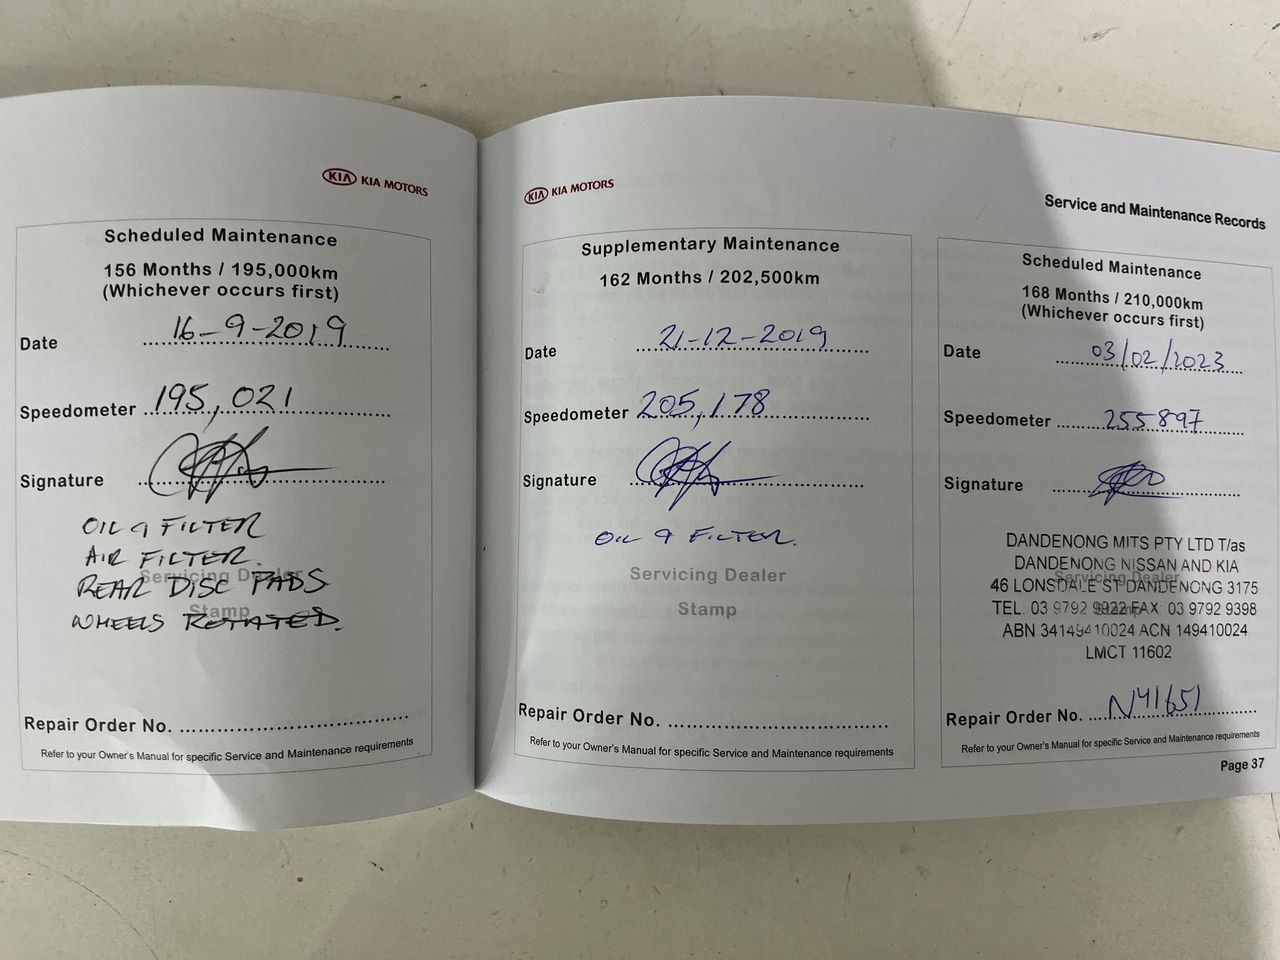 KIA KIA MOTORS
Scheduled Maintenance
156 Months / 195,000km
(Whichever occurs first)
Date 16-9-2019
Speedometer 195,021
Signature
OIL & FILTER
AIR FILTER.
REAR DISC PADS
WHEELS ROTATED.
Servicing Dealer
Stamp
Repair Order No.
Refer to your Owner's Manual for specific Service and Maintenance requirements
KIA KIA MOTORS
Supplementary Maintenance
162 Months / 202,500km
Date 21-12-2019
Speedometer 205,178
Signature
OIL & FILTER.
Servicing Dealer
Stamp
Repair Order No.
Refer to your Owner's Manual for specific Service and Maintenance requirements
Service and Maintenance Records
Scheduled Maintenance
168 Months / 210,000km
(Whichever occurs first)
Date 03/02/2023
Speedometer 255897
Signature
DANDENONG MITS PTY LTD T/as
DANDENONG NISSAN AND KIA
46 LONSDALE ST DANDENONG 3175
TEL: 03 9792 9922 FAX: 03 9792 9398
ABN 34149410024 ACN 149410024
LMCT 11602
Servicing Dealer
Stamp
Repair Order No. N41651
Refer to your Owner's Manual for specific Service and Maintenance requirements
Page 37